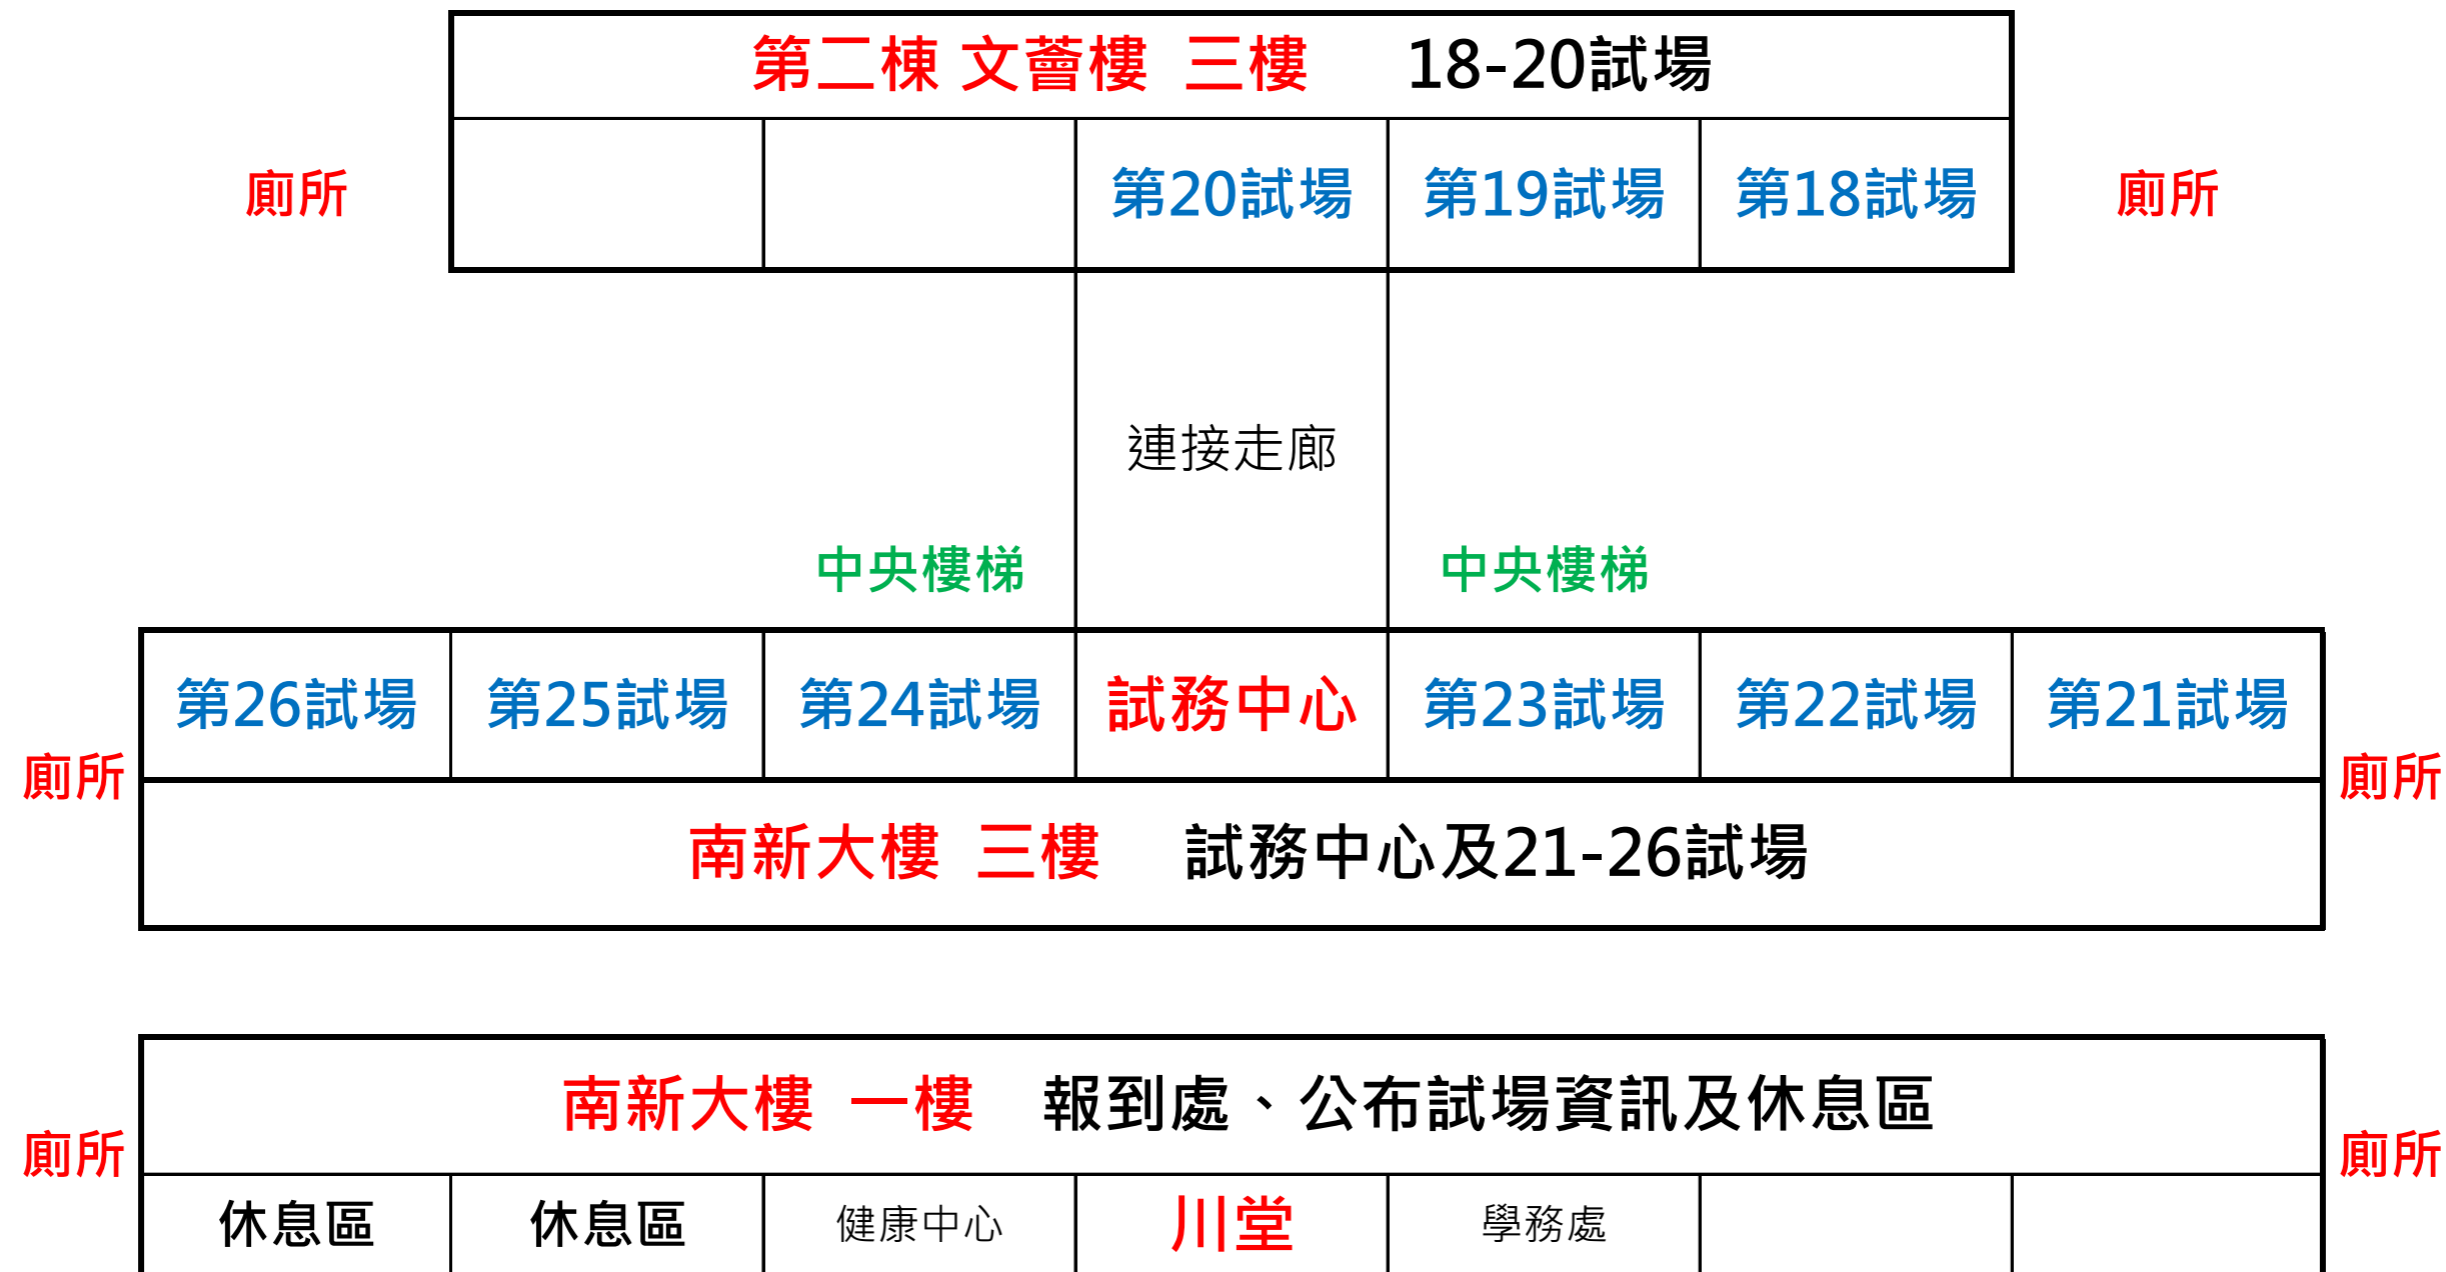 第二棟 文薈樓 三樓 18-20試場
廁所 第20試場 第19試場 第18試場 廁所
連接走廊
中央樓梯 中央樓梯
第26試場 第25試場 第24試場 試務中心 第23試場 第22試場 第21試場
廁所 廁所
南新大樓 三樓 試務中心及21-26試場
南新大樓 一樓 報到處、公布試場資訊及休息區
廁所 廁所
休息區 休息區 健康中心 川堂 學務處